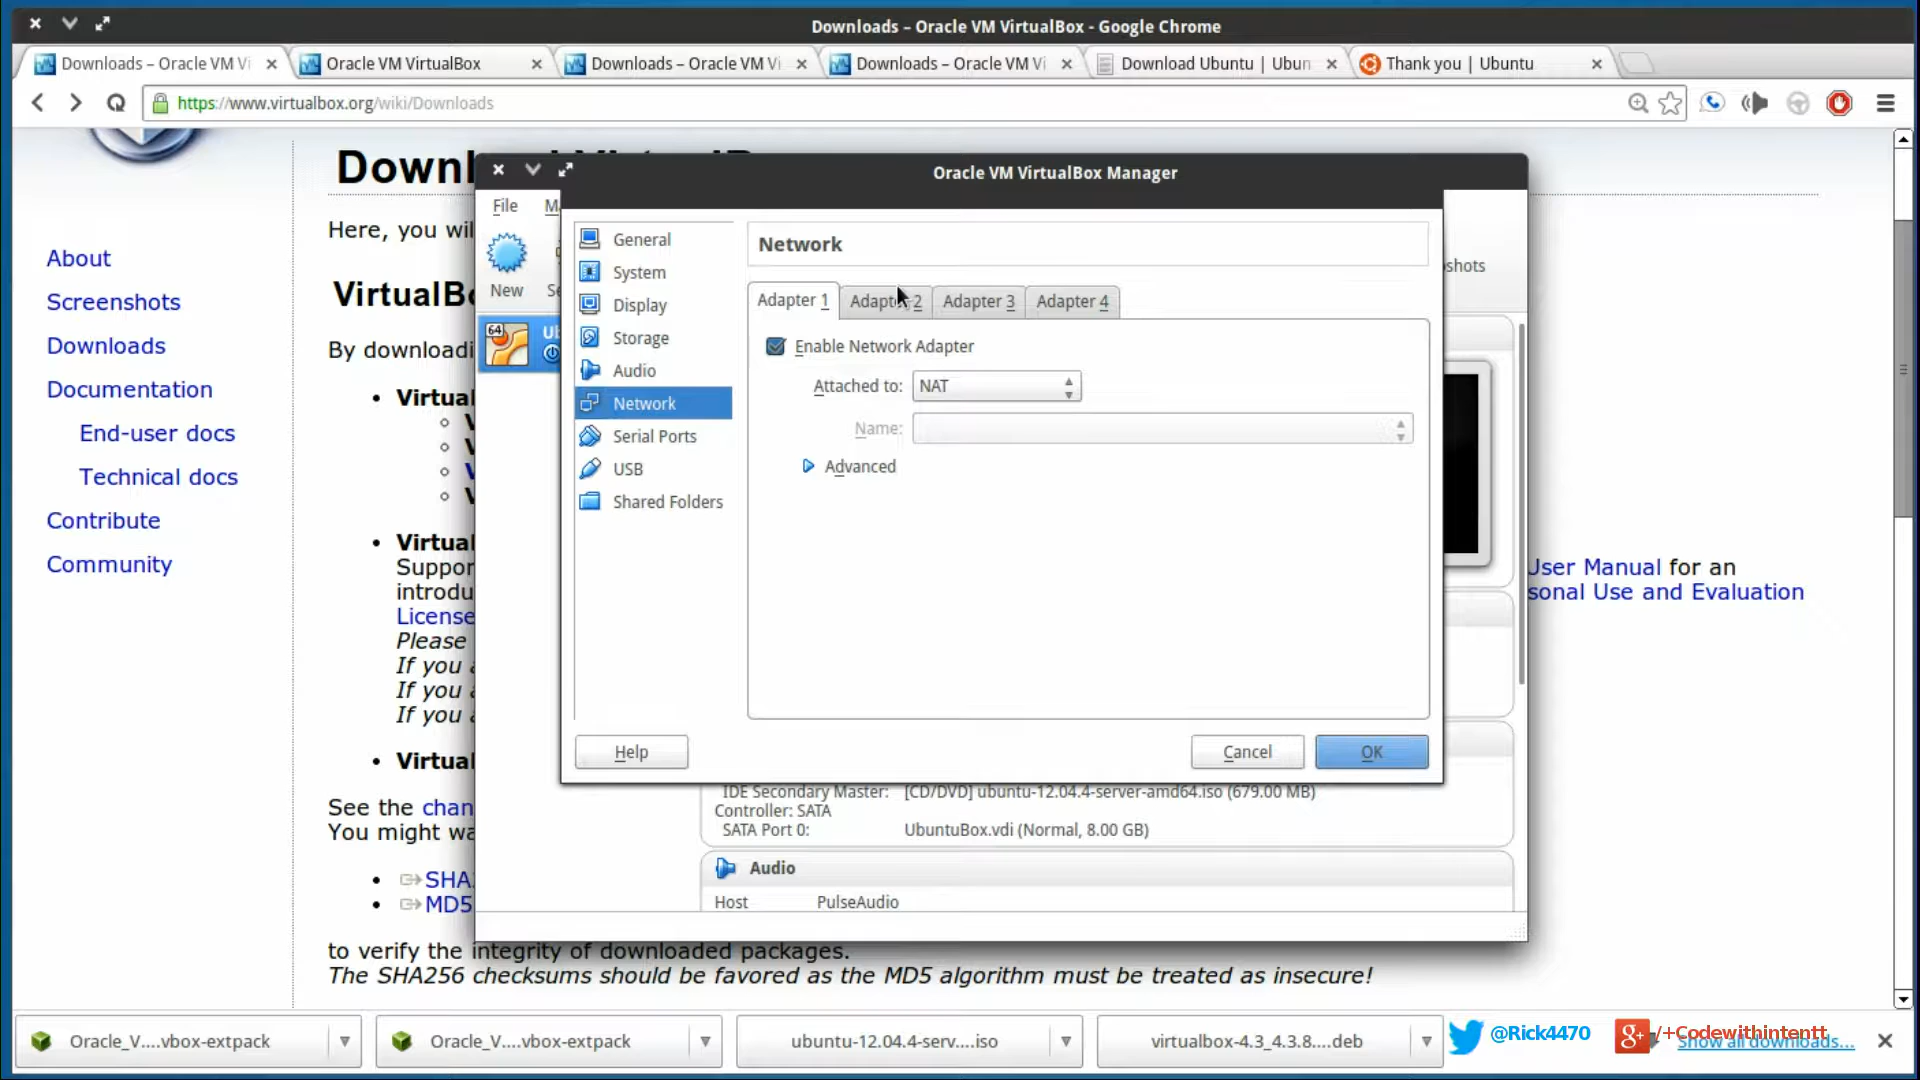 Downloads – Oracle VM VirtualBox - Google Chrome
Downloads – Oracle VM Vi
Oracle VM VirtualBox
Downloads – Oracle VM Vi
Downloads – Oracle VM Vi
Download Ubuntu | Ubun
Thank you | Ubuntu
https://www.virtualbox.org/wiki/Downloads
About
Screenshots
Downloads
Documentation
End-user docs
Technical docs
Contribute
Community
Here, you wil
By downloadi
Virtual
Virtual
Suppor
introdu
License
Please
If you a
If you a
If you a
Virtual
See the chan
You might wa
SHA
MD5
to verify the integrity of downloaded packages.
The SHA256 checksums should be favored as the MD5 algorithm must be treated as insecure!
User Manual for an
sonal Use and Evaluation
Oracle VM VirtualBox Manager
File
New
64
shots
General
System
Display
Storage
Audio
Network
Serial Ports
USB
Shared Folders
Network
Adapter 1
Adapter 2
Adapter 3
Adapter 4
Enable Network Adapter
Attached to: NAT
Name:
Advanced
Help
Cancel
OK
IDE Secondary Master: [CD/DVD] ubuntu-12.04.4-server-amd64.iso (679.00 MB)
Controller: SATA
SATA Port 0: UbuntuBox.vdi (Normal, 8.00 GB)
Audio
Host PulseAudio
Oracle_V....vbox-extpack
Oracle_V....vbox-extpack
ubuntu-12.04.4-serv....iso
virtualbox-4.3_4.3.8....deb
@Rick4470
g+ /+Codewithintentt
Show all downloads...